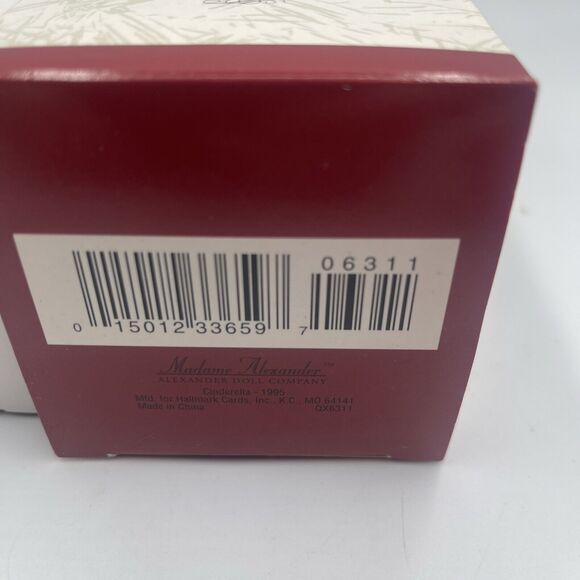 06311
0 15012 33659 7
Madame Alexander™
ALEXANDER DOLL COMPANY
Cinderella - 1995
Mfd. for Hallmark Cards, Inc., K.C., MO 64141
Made in China QX6311